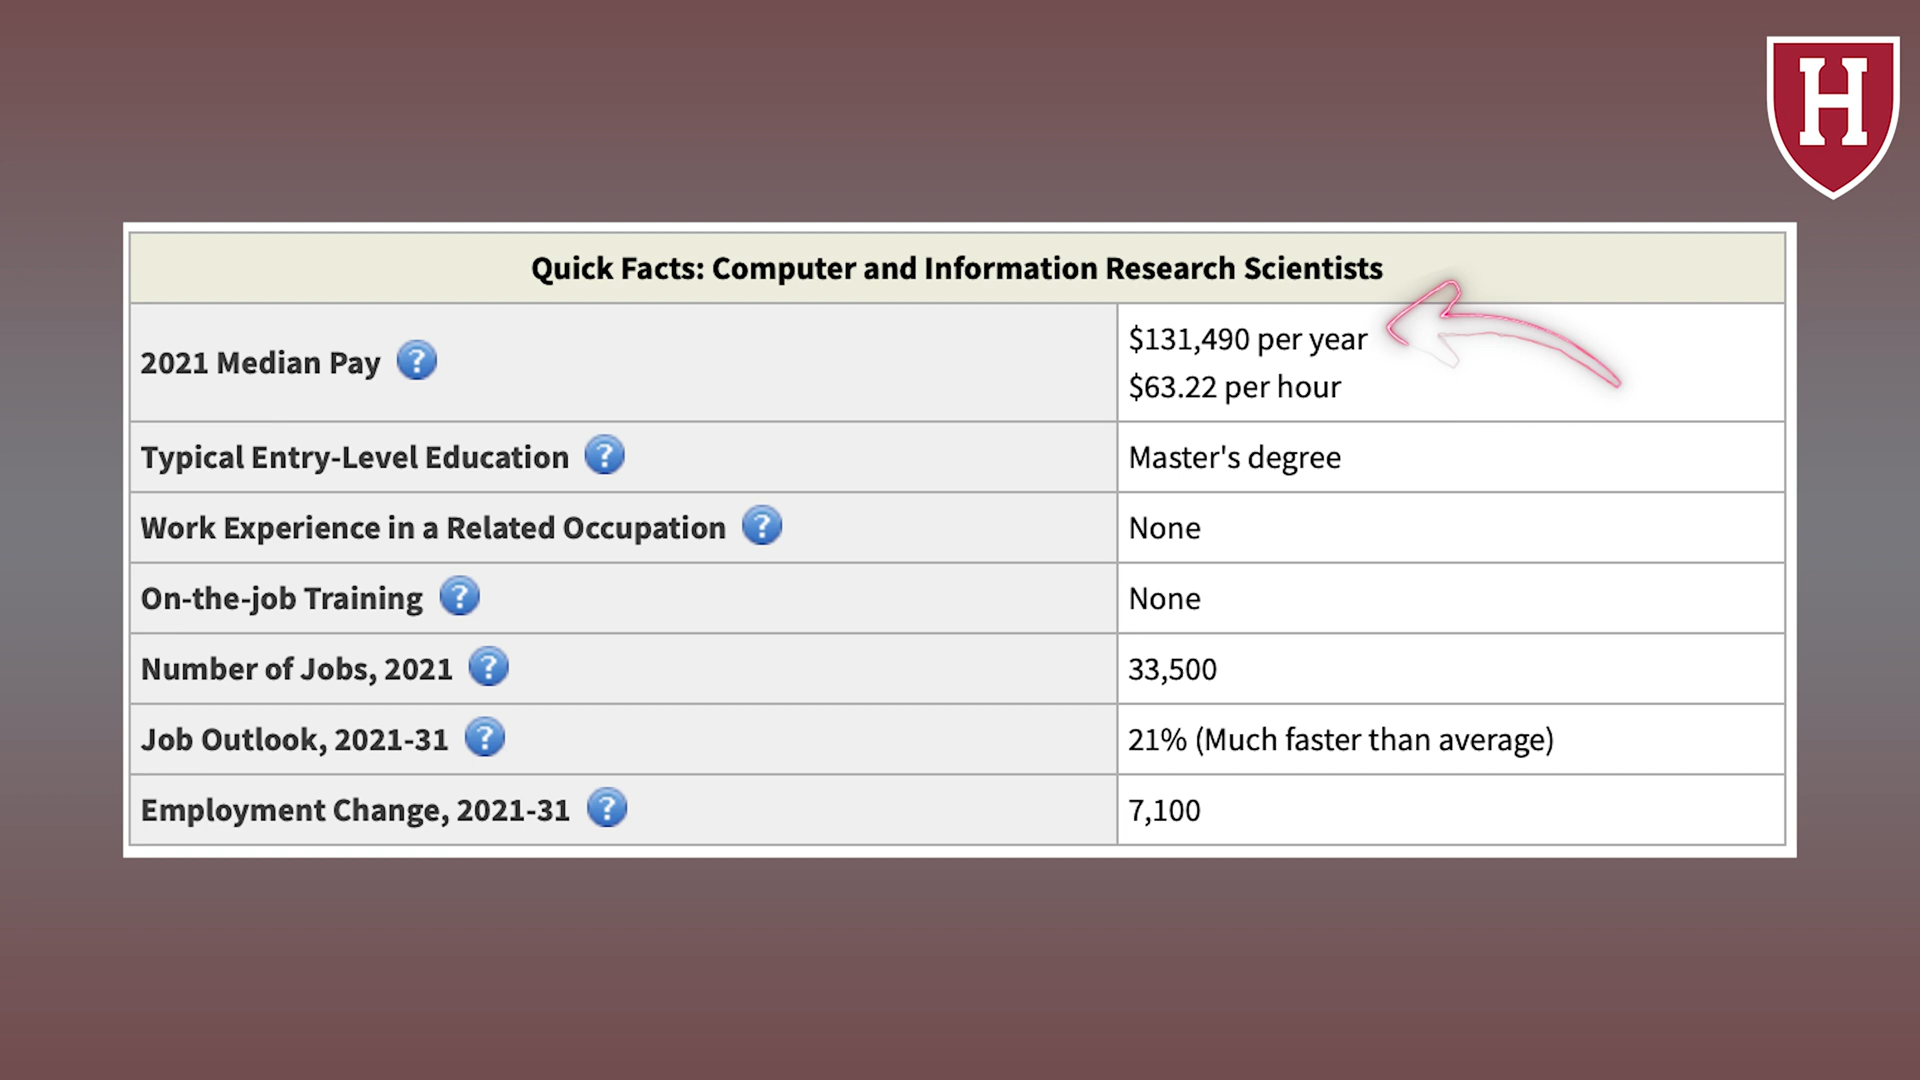 H
Quick Facts: Computer and Information Research Scientists
2021 Median Pay ?
$131,490 per year
$63.22 per hour
Typical Entry-Level Education ?
Master's degree
Work Experience in a Related Occupation ?
None
On-the-job Training ?
None
Number of Jobs, 2021 ?
33,500
Job Outlook, 2021-31 ?
21% (Much faster than average)
Employment Change, 2021-31 ?
7,100